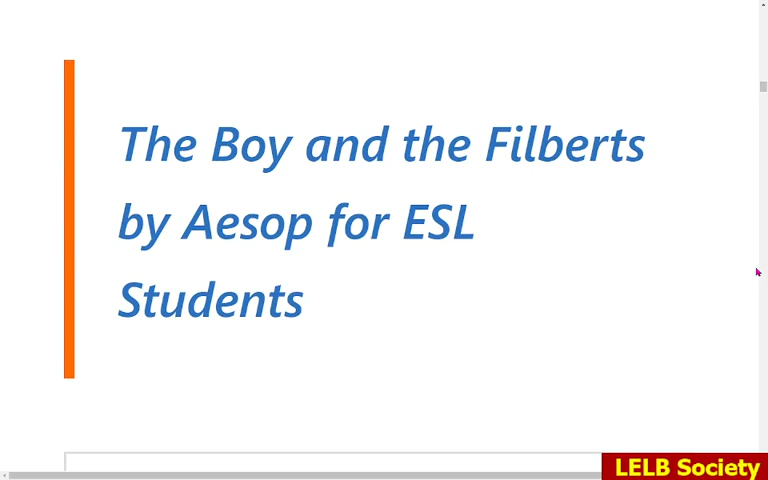 The Boy and the Filberts
by Aesop for ESL
Students
LELB Society